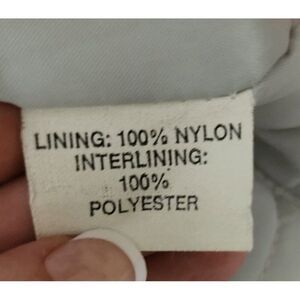 LINING: 100% NYLON
INTERLINING:
100%
POLYESTER